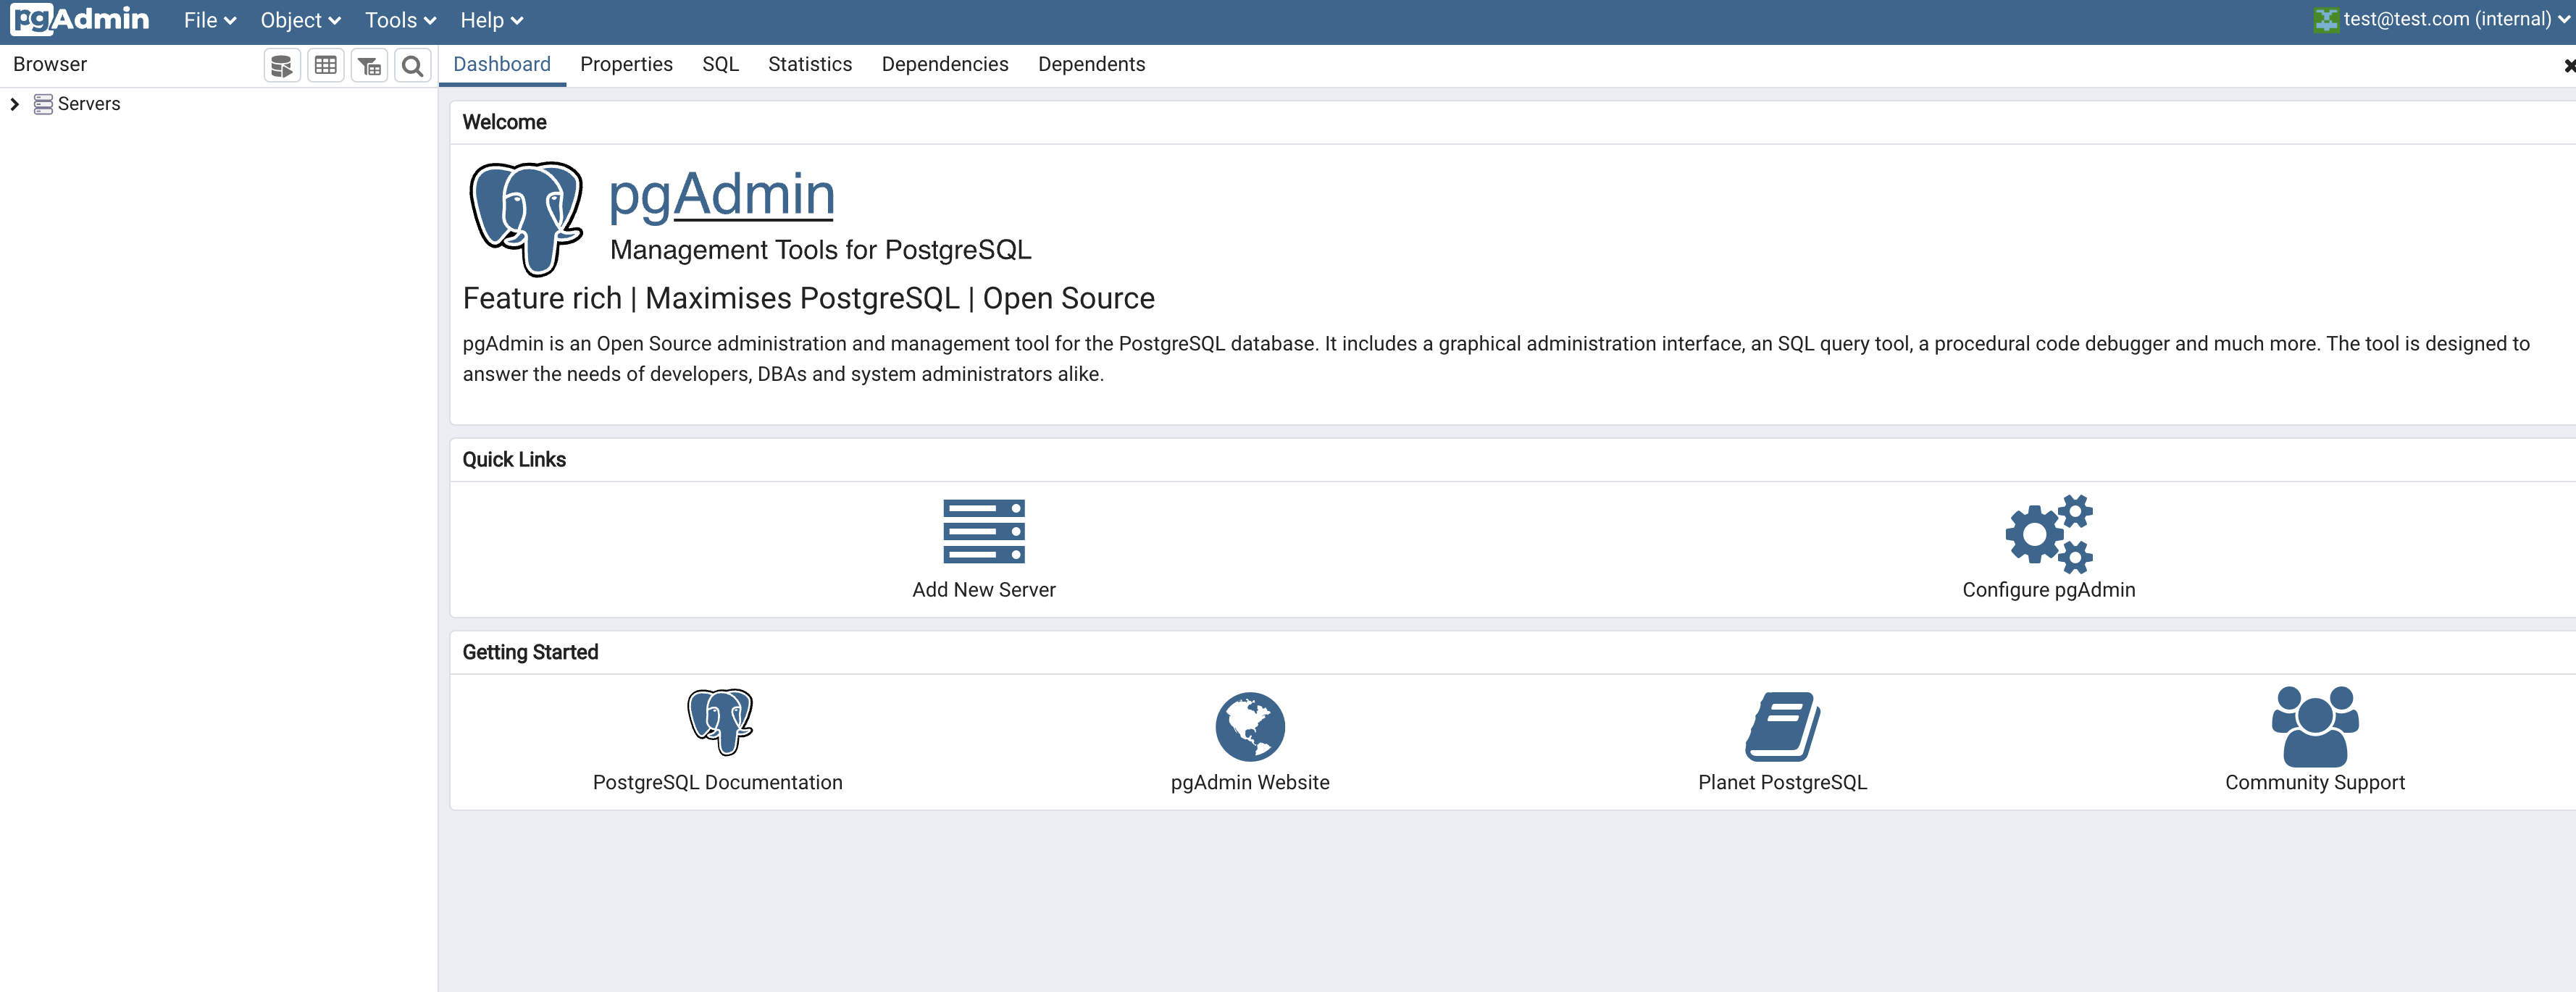 pgAdmin File Object Tools Help test@test.com (internal)
Browser Dashboard Properties SQL Statistics Dependencies Dependents
Servers
Welcome
pgAdmin
Management Tools for PostgreSQL
Feature rich | Maximises PostgreSQL | Open Source
pgAdmin is an Open Source administration and management tool for the PostgreSQL database. It includes a graphical administration interface, an SQL query tool, a procedural code debugger and much more. The tool is designed to
answer the needs of developers, DBAs and system administrators alike.
Quick Links
Add New Server Configure pgAdmin
Getting Started
PostgreSQL Documentation pgAdmin Website Planet PostgreSQL Community Support